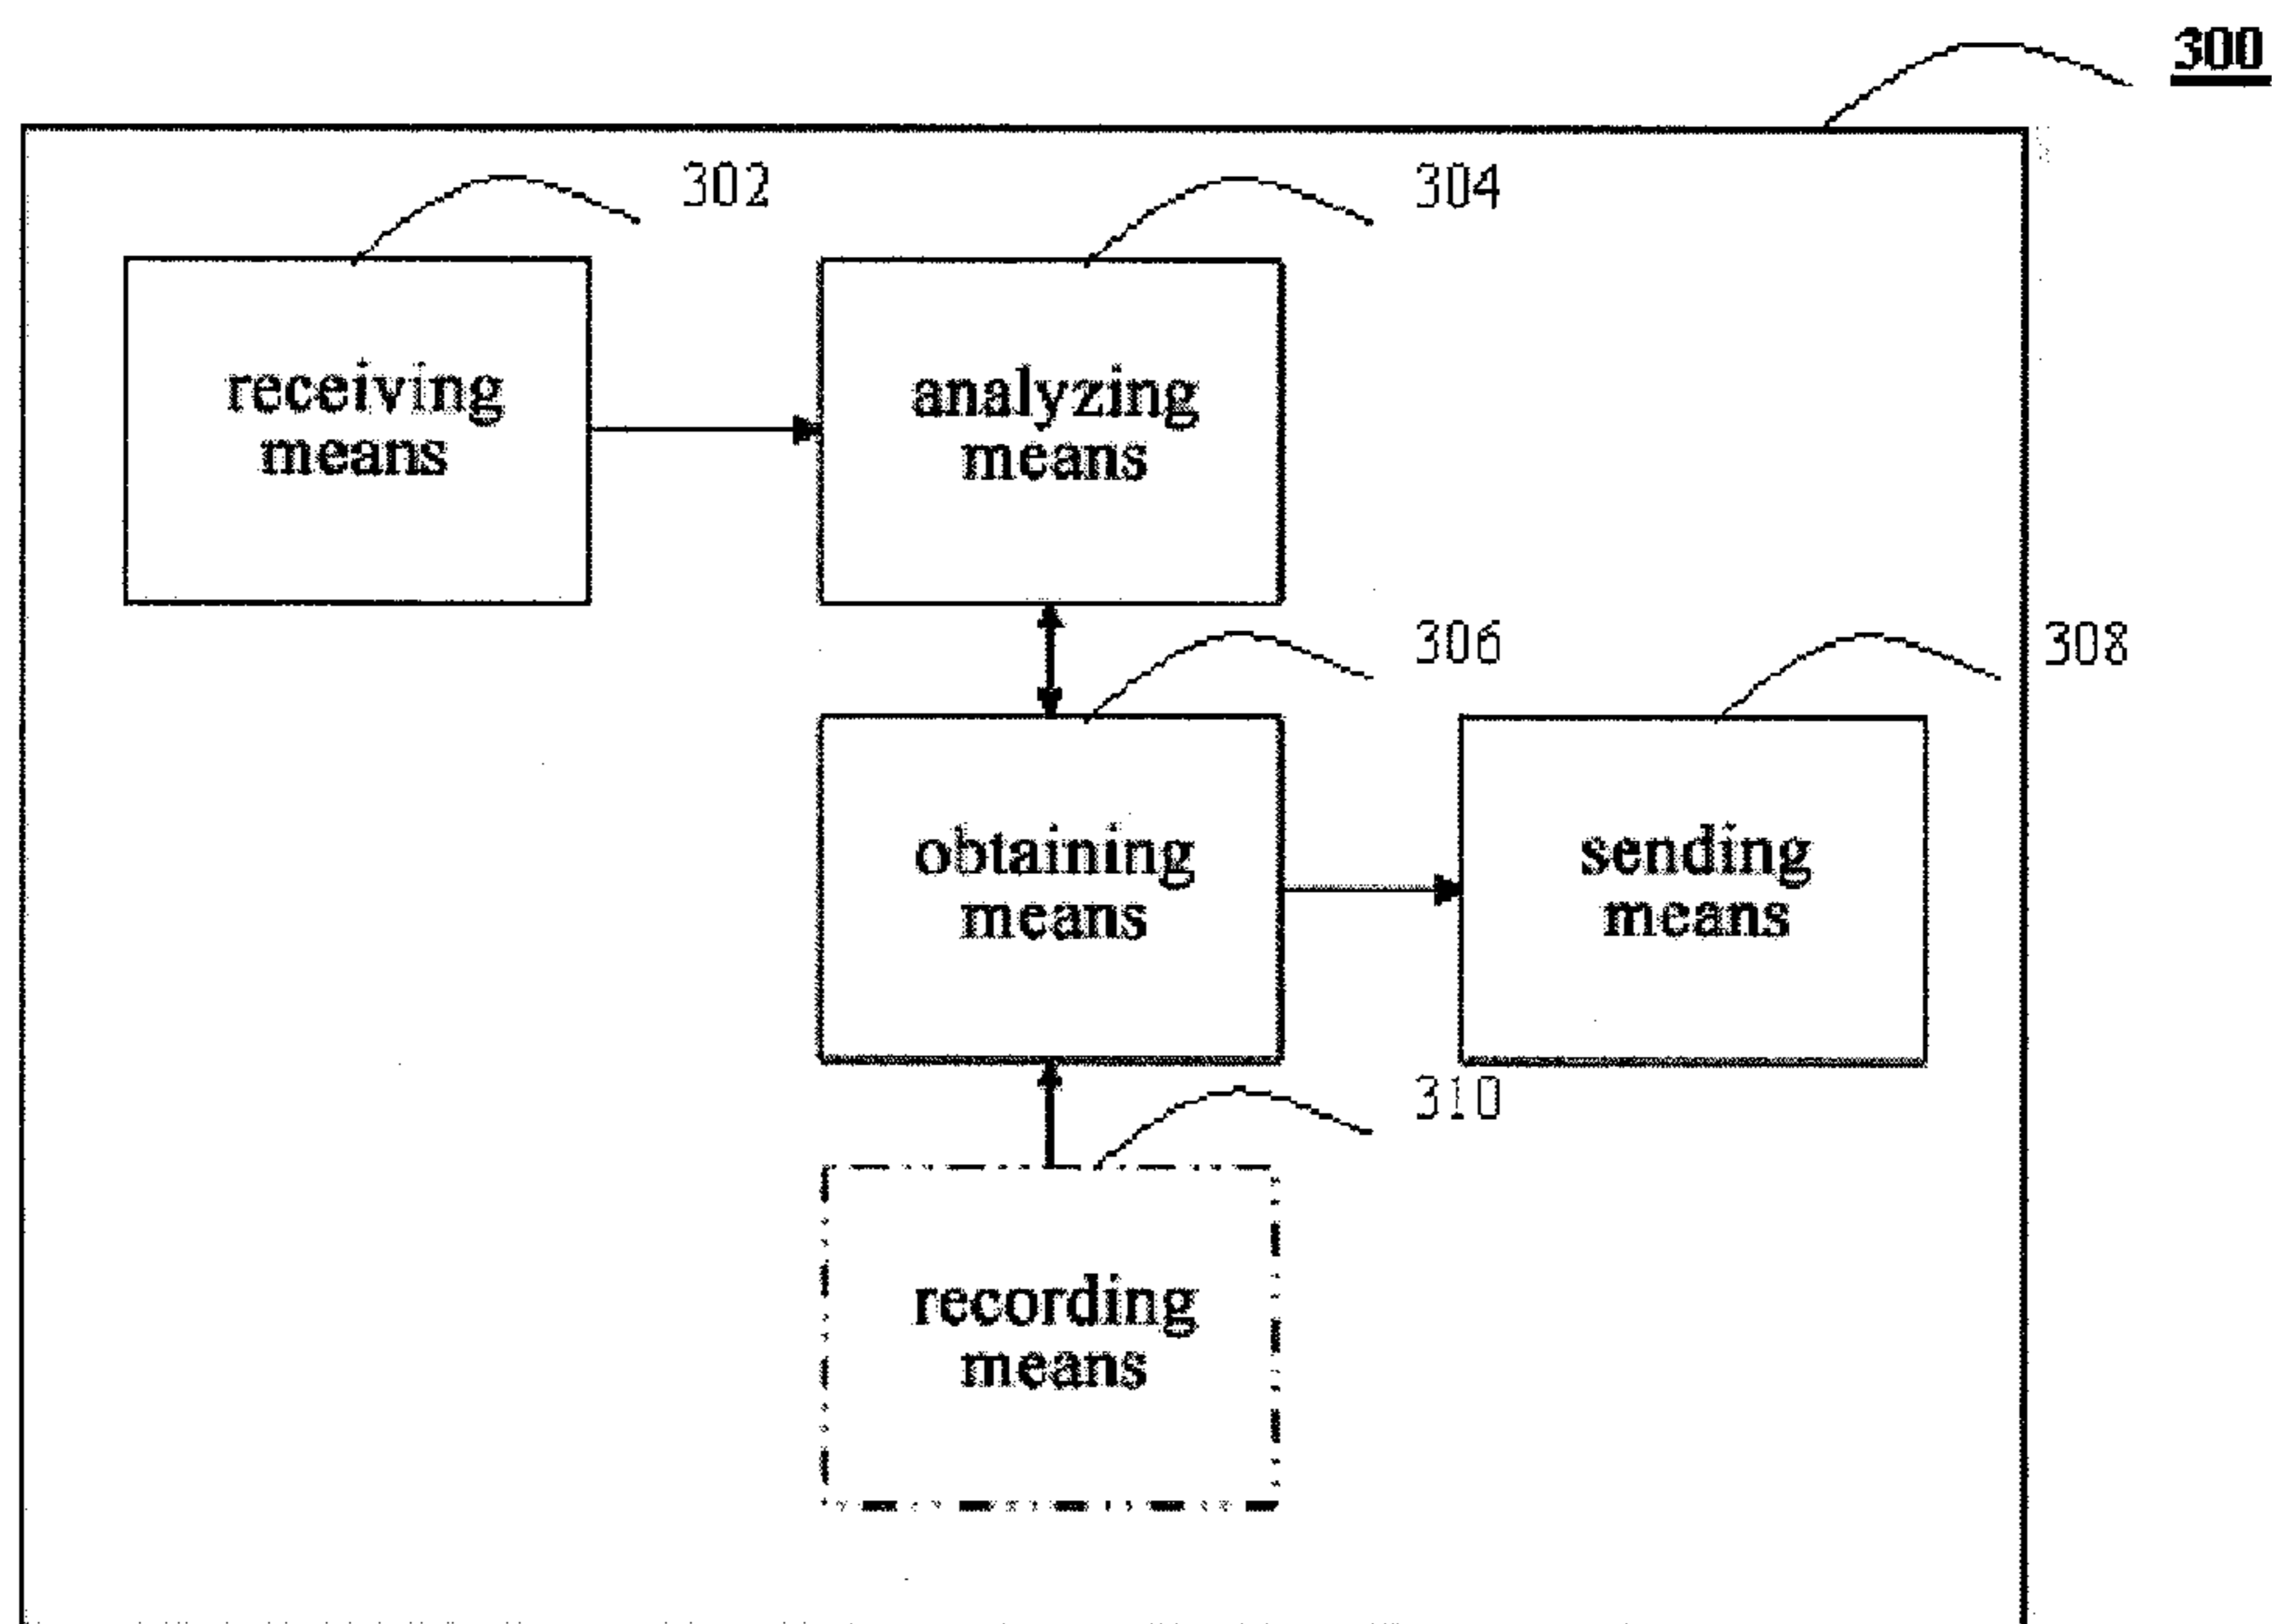 300
302
304
receiving
means
analyzing
means
306
308
obtaining
means
sending
means
310
recording
means